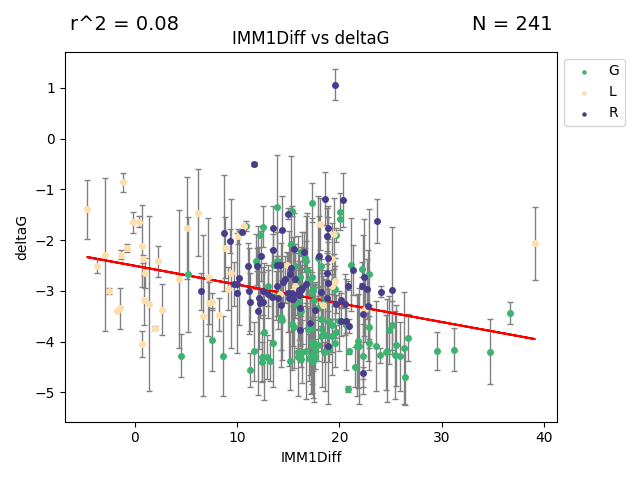 r^2 = 0.08
N = 241
IMM1Diff vs deltaG
G
L
R
1
0
−1
−2
−3
−4
−5
deltaG
0
10
20
30
40
IMM1Diff